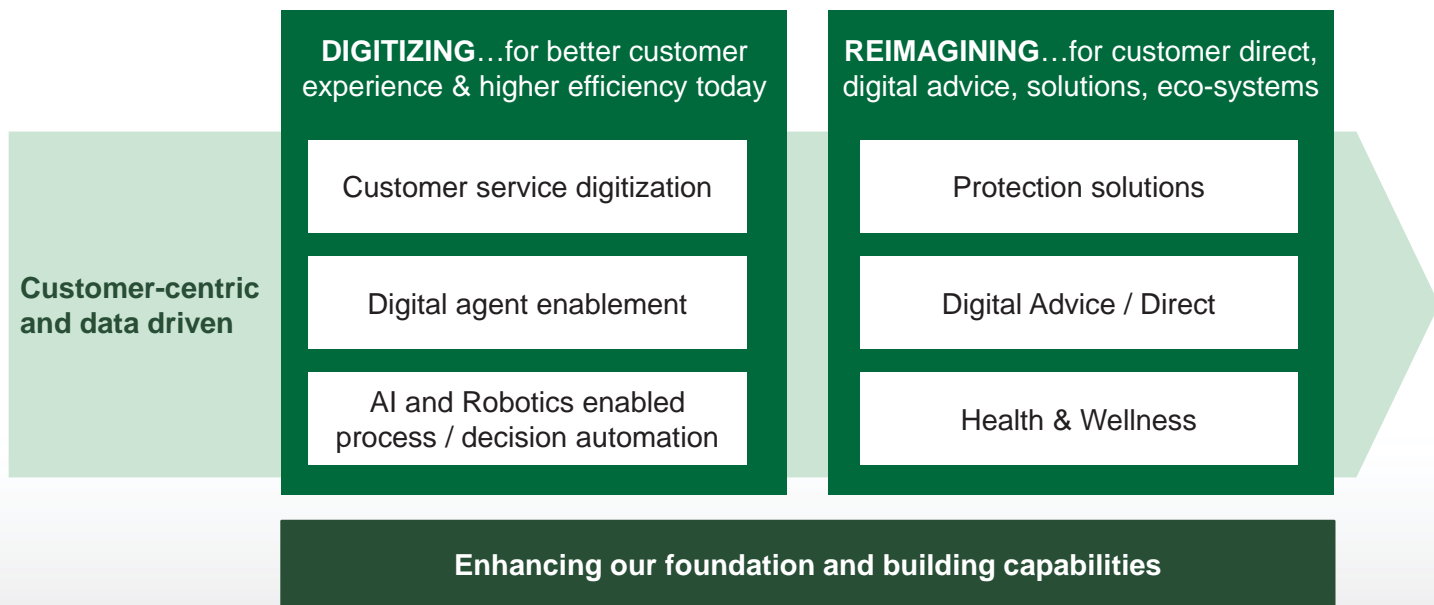 DIGITIZING…for better customer
experience & higher efficiency today
REIMAGINING…for customer direct,
digital advice, solutions, eco-systems
Customer-centric
and data driven
Customer service digitization
Digital agent enablement
AI and Robotics enabled
process / decision automation
Protection solutions
Digital Advice / Direct
Health & Wellness
Enhancing our foundation and building capabilities